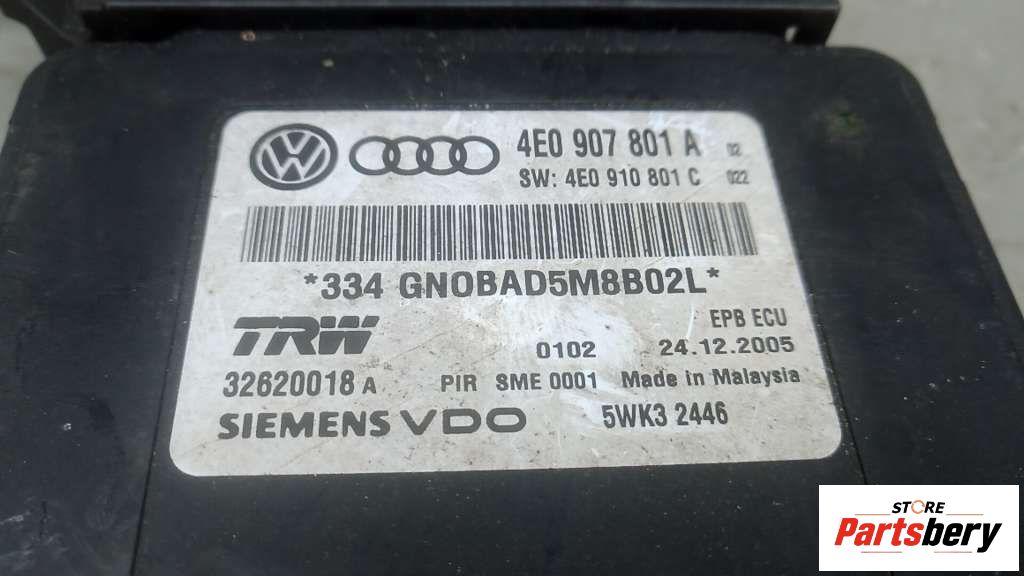 4E0 907 801 A 02
SW: 4E0 910 801 C 022
*334 GN0BAD5M8B02L*
TRW
EPB ECU
0102 24.12.2005
32620018 A PIR SME 0001 Made in Malaysia
SIEMENS VDO 5WK3 2446
STORE
Partsbery